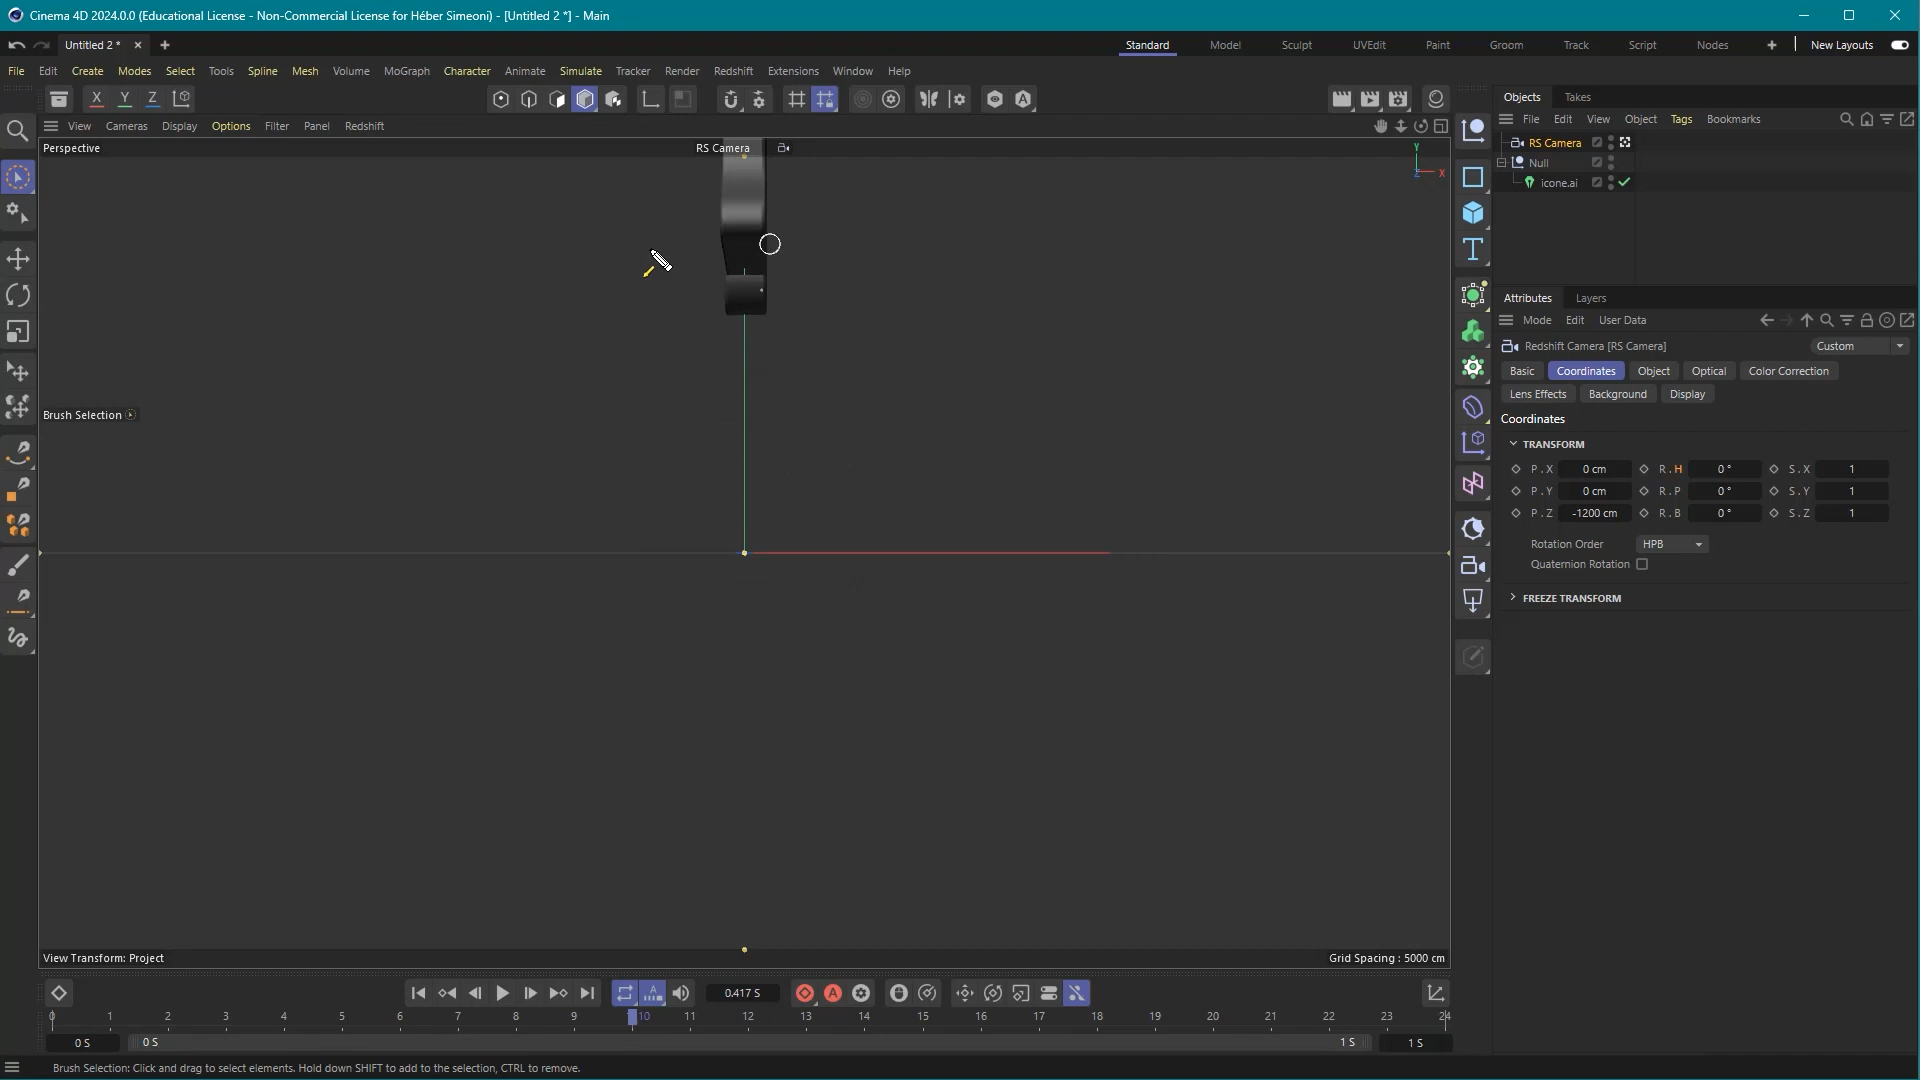 Cinema 4D 2024.0.0 (Educational License - Non-Commercial License for Héber Simeoni) - [Untitled 2 *] - Main
Untitled 2 *
Standard Model Sculpt UVEdit Paint Groom Track Script Nodes New Layouts
File Edit Create Modes Select Tools Spline Mesh Volume MoGraph Character Animate Simulate Tracker Render Redshift Extensions Window Help
X Y Z
View Cameras Display Options Filter Panel Redshift
Perspective
RS Camera
Y
X
Z
Brush Selection
View Transform: Project
Grid Spacing : 5000 cm
Objects Takes
File Edit View Object Tags Bookmarks
RS Camera
Null
icone.ai
Attributes Layers
Mode Edit User Data
Redshift Camera [RS Camera]
Custom
Basic Coordinates Object Optical Color Correction
Lens Effects Background Display
Coordinates
TRANSFORM
P . X 0 cm R . H 0 ° S . X 1
P . Y 0 cm R . P 0 ° S . Y 1
P . Z -1200 cm R . B 0 ° S . Z 1
Rotation Order HPB
Quaternion Rotation
FREEZE TRANSFORM
0.417 S
0 1 2 3 4 5 6 7 8 9 10 11 12 13 14 15 16 17 18 19 20 21 22 23 24
0 S 0 S 1 S 1 S
Brush Selection: Click and drag to select elements. Hold down SHIFT to add to the selection, CTRL to remove.